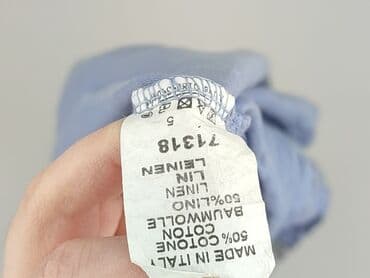 MADE IN ITALY
50% COTONE
COTON
BAUMWOLLE
50%LINO
LINEN
LIN
LEINEN
71318
5